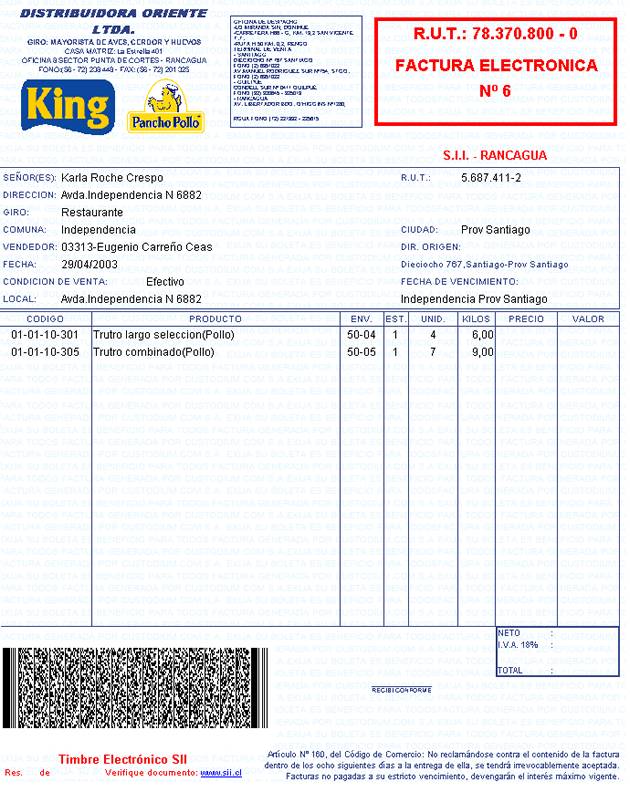 DISTRIBUIDORA ORIENTE
LTDA.
GIRO: MAYORISTA DE AVES, CERDO Y HUEVOS
CASA MATRIZ: La Estrella 401
OFICINA 8 SECTOR PUNTA DE CORTES - RANCAGUA
FONO:(56 - 72) 208 443 - FAX: (56 - 72) 201 025
King
Pancho Pollo
R.U.T.: 78.370.800 - 0
FACTURA ELECTRONICA
Nº 6
S.I.I. - RANCAGUA
SEÑOR(ES): Karla Roche Crespo R.U.T.: 5.687.411-2
DIRECCION: Avda.Independencia N 6882
GIRO: Restaurante
COMUNA: Independencia CIUDAD: Prov Santiago
VENDEDOR: 03313-Eugenio Carreño Ceas DIR. ORIGEN:
FECHA: 29/04/2003 Dieciocho 767,Santiago-Prov Santiago
CONDICION DE VENTA: Efectivo FECHA DE VENCIMIENTO:
LOCAL: Avda.Independencia N 6882 Independencia Prov Santiago
CODIGO PRODUCTO ENV. EST. UNID. KILOS PRECIO VALOR
01-01-10-301 Trutro largo seleccion(Pollo) 50-04 1 4 6,00
01-01-10-305 Trutro combinado(Pollo) 50-05 1 7 9,00
NETO :
I.V.A. 18% :
TOTAL :
RECIBI CONFORME
Timbre Electrónico SII
Res. de Verifique documento: www.sii.cl
Artículo Nº 160, del Código de Comercio: No reclamándose contra el contenido de la factura
dentro de los ocho siguientes días a la entrega de ella, se tendrá irrevocablemente aceptada.
Facturas no pagadas a su estricto vencimiento, devengarán el interés máximo vigente.